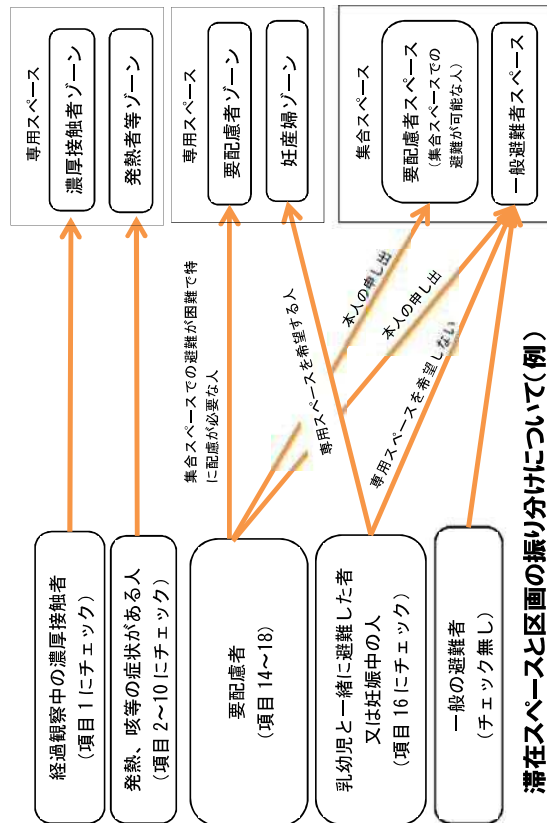 経過観察中の濃厚接触者
(項目1にチェック)
発熱、咳等の症状がある人
(項目2~10にチェック)
要配慮者
(項目14~18)
乳幼児と一緒に避難した者
又は妊娠中の人
(項目16にチェック)
一般の避難者
(チェック無し)
集合スペースでの避難が困難で特
に配慮が必要な人
専用スペースを希望する人
本人の申し出
本人の申し出
専用スペースを希望しない
専用スペース
濃厚接触者ゾーン
発熱者等ゾーン
専用スペース
要配慮者ゾーン
妊産婦ゾーン
集合スペース
要配慮者スペース
(集合スペースでの
避難が可能な人)
一般避難者スペース
滞在スペースと区画の振り分けについて(例)